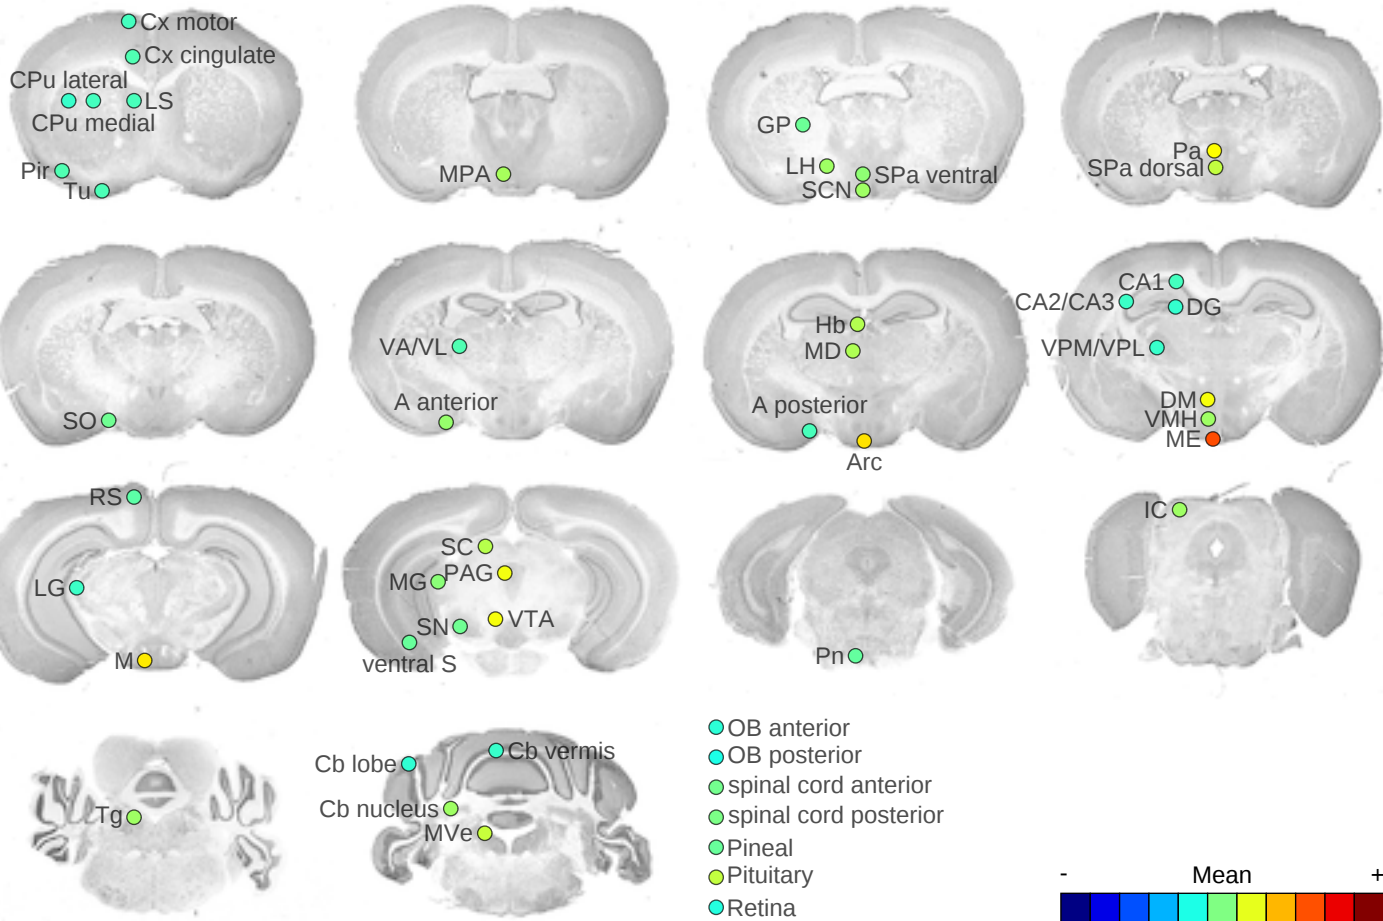 Cx motor
Cx cingulate
CPu lateral
LS
CPu medial
Pir
Tu
MPA
GP
LH
SPa ventral
SCN
Pa
SPa dorsal
SO
VA/VL
A anterior
Hb
MD
A posterior
Arc
CA1
CA2/CA3
DG
VPM/VPL
DM
VMH
ME
RS
LG
M
SC
PAG
MG
VTA
SN
ventral S
Pn
IC
Tg
Cb vermis
Cb lobe
Cb nucleus
MVe
OB anterior
OB posterior
spinal cord anterior
spinal cord posterior
Pineal
Pituitary
Retina
- Mean +